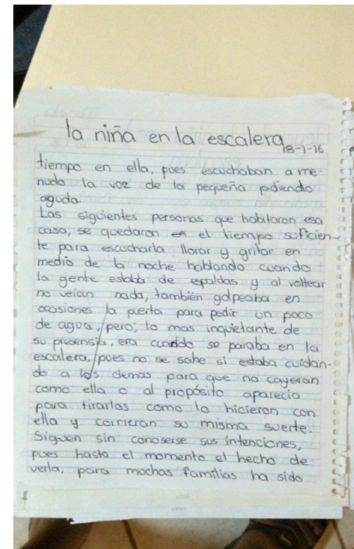 la niña en la escalera
18-1-16
tiempo en ella, pues escuchaban a me-
nudo la voz de la pequeña pidiendo
ayuda.
Las siguientes personas que habitaron esa
casa, se quedaron en el tiempo suficien-
te para escucharla llorar y gritar en
medio de la noche hablando cuando
la gente estaba de espaldas y al voltear
no veían nada, también golpeaba en
ocasiones la puerta para pedir un poco
de agua, pero, lo mas inquietante de
su presencia, era cuando se paraba en la
escalera, pues no se sabe si estaba cuidan-
do a los demas para que no cayeran
como ella o al propósito aparecia
para tirarlas como lo hicieron con
ella y corrieron su misma suerte.
Siguen sin conocerse sus intenciones,
pues hasta el momento el hecho de
verla, para muchas familias ha sido